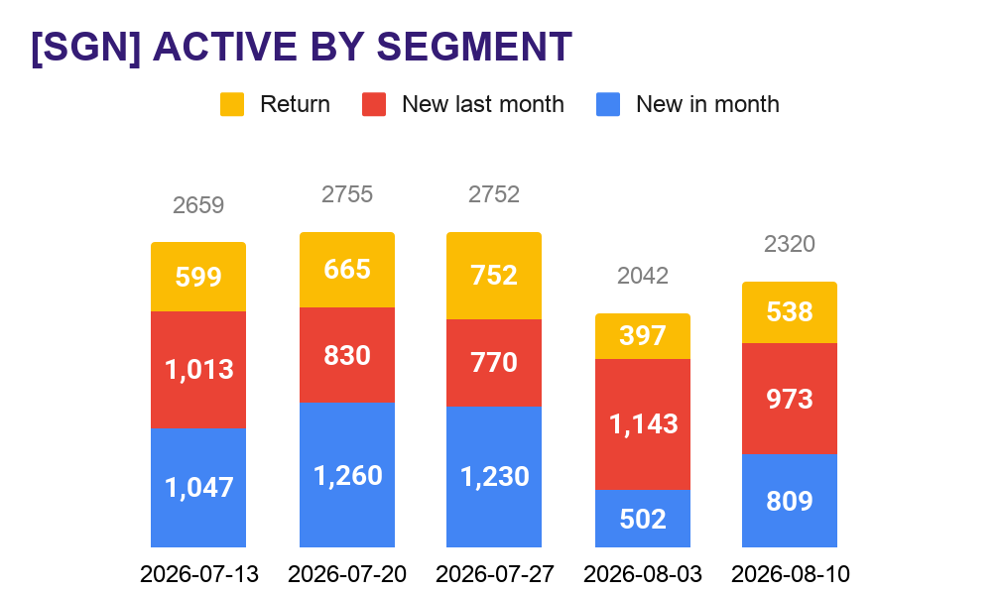 [SGN] ACTIVE BY SEGMENT
Return New last month New in month
2659 2755 2752 2042 2320
599 665 752 397 538
1,013 830 770 1,143 973
1,047 1,260 1,230 502 809
2026-07-13 2026-07-20 2026-07-27 2026-08-03 2026-08-10